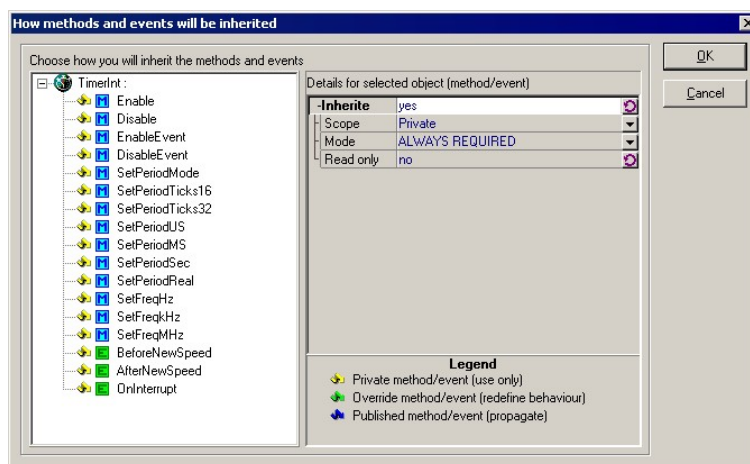 How methods and events will be inherited
Choose how you will inherit the methods and events
TimerInt :
M Enable
M Disable
M EnableEvent
M DisableEvent
M SetPeriodMode
M SetPeriodTicks16
M SetPeriodTicks32
M SetPeriodUS
M SetPeriodMS
M SetPeriodSec
M SetPeriodReal
M SetFreqHz
M SetFreqkHz
M SetFreqMHz
E BeforeNewSpeed
E AfterNewSpeed
E OnInterrupt
Details for selected object (method/event)
-Inherite yes
Scope Private
Mode ALWAYS REQUIRED
Read only no
Legend
Private method/event (use only)
Override method/event (redefine behaviour)
Published method/event (propagate)
OK
Cancel